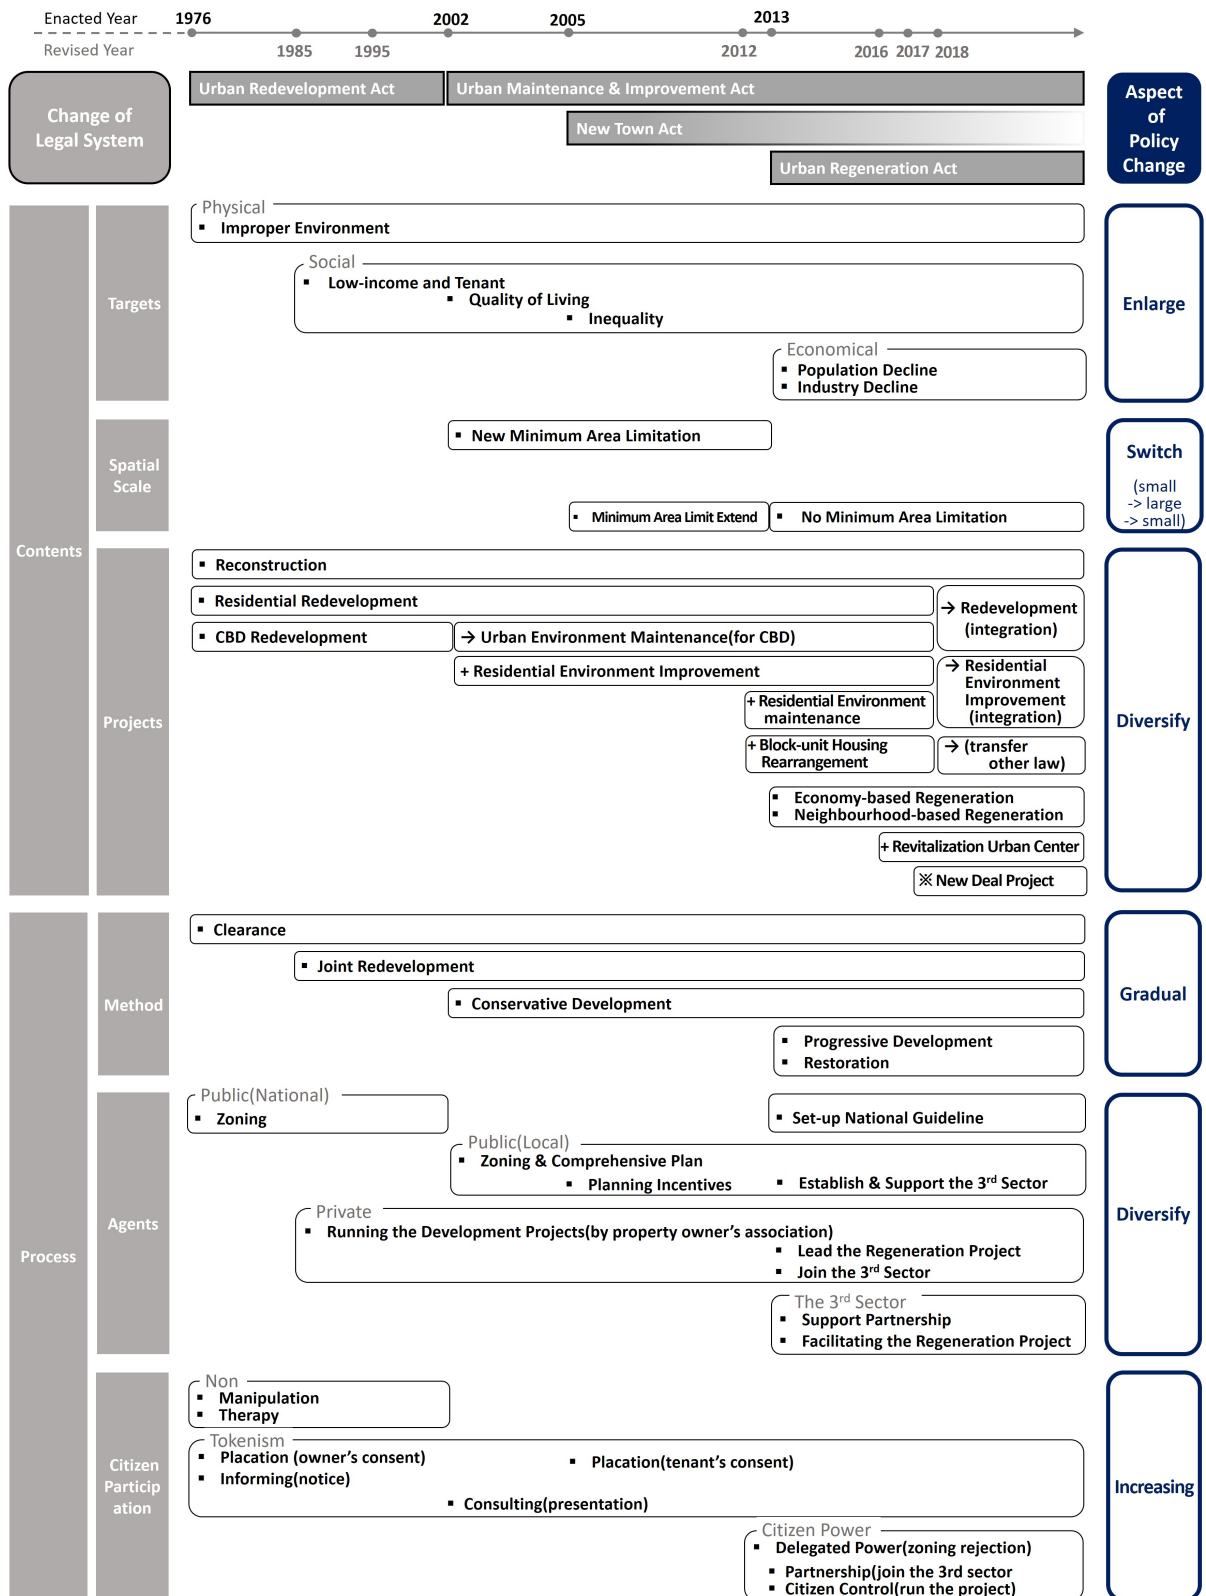 Enacted Year 1976 2002 2005 2013
Revised Year 1985 1995 2012 2016 2017 2018
Change of
Legal System
Urban Redevelopment Act
Urban Maintenance & Improvement Act
New Town Act
Urban Regeneration Act
Aspect
of
Policy
Change
Contents
Targets
Physical
▪ Improper Environment
Social
▪ Low-income and Tenant
▪ Quality of Living
▪ Inequality
Economical
▪ Population Decline
▪ Industry Decline
Enlarge
Spatial
Scale
▪ New Minimum Area Limitation
▪ Minimum Area Limit Extend
▪ No Minimum Area Limitation
Switch
(small
-> large
-> small)
Projects
▪ Reconstruction
▪ Residential Redevelopment
→ Redevelopment
(integration)
▪ CBD Redevelopment
→ Urban Environment Maintenance(for CBD)
+ Residential Environment Improvement
→ Residential
Environment
Improvement
(integration)
+ Residential Environment
maintenance
+ Block-unit Housing
Rearrangement
→ (transfer
other law)
▪ Economy-based Regeneration
▪ Neighbourhood-based Regeneration
+ Revitalization Urban Center
※ New Deal Project
Diversify
Process
Method
▪ Clearance
▪ Joint Redevelopment
▪ Conservative Development
▪ Progressive Development
▪ Restoration
Gradual
Agents
Public(National)
▪ Zoning
▪ Set-up National Guideline
Public(Local)
▪ Zoning & Comprehensive Plan
▪ Planning Incentives
▪ Establish & Support the 3rd Sector
Private
▪ Running the Development Projects(by property owner's association)
▪ Lead the Regeneration Project
▪ Join the 3rd Sector
The 3rd Sector
▪ Support Partnership
▪ Facilitating the Regeneration Project
Diversify
Citizen
Particip
ation
Non
▪ Manipulation
▪ Therapy
Tokenism
▪ Placation (owner's consent)
▪ Placation(tenant's consent)
▪ Informing(notice)
▪ Consulting(presentation)
Citizen Power
▪ Delegated Power(zoning rejection)
▪ Partnership(join the 3rd sector
▪ Citizen Control(run the project)
Increasing